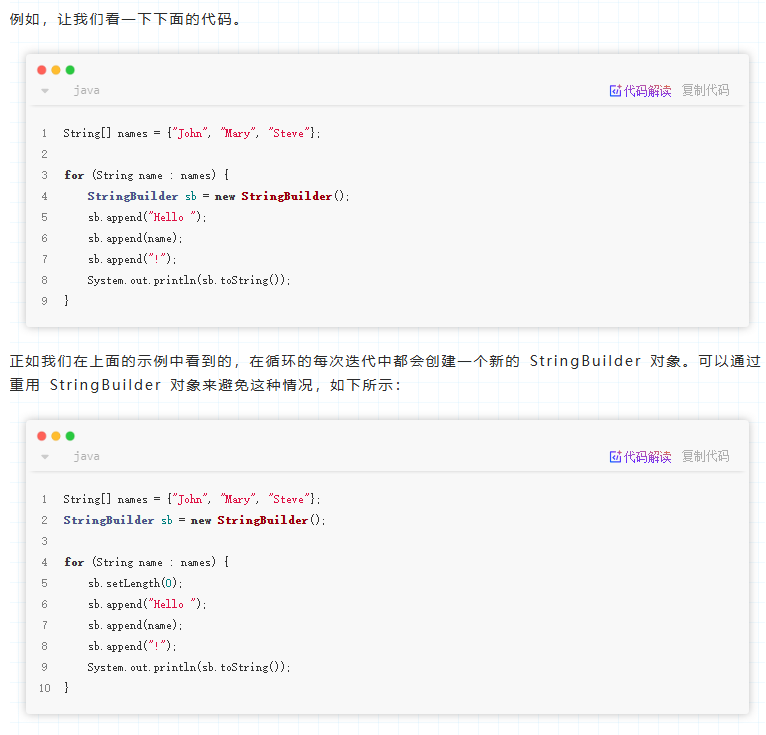 例如，让我们看一下下面的代码。
java
代码解读 复制代码
1 String[] names = {"John", "Mary", "Steve"};
2
3 for (String name : names) {
4     StringBuilder sb = new StringBuilder();
5     sb.append("Hello ");
6     sb.append(name);
7     sb.append("!");
8     System.out.println(sb.toString());
9 }
正如我们在上面的示例中看到的，在循环的每次迭代中都会创建一个新的 StringBuilder 对象。可以通过
重用 StringBuilder 对象来避免这种情况，如下所示：
java
代码解读 复制代码
1 String[] names = {"John", "Mary", "Steve"};
2 StringBuilder sb = new StringBuilder();
3
4 for (String name : names) {
5     sb.setLength(0);
6     sb.append("Hello ");
7     sb.append(name);
8     sb.append("!");
9     System.out.println(sb.toString());
10 }